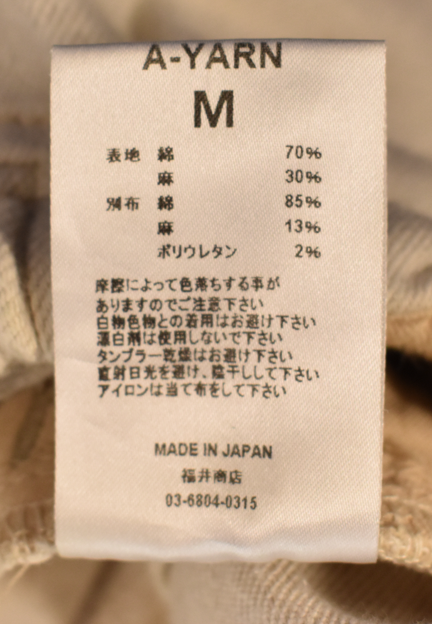 A-YARN
M
表地 綿 70%
麻 30%
別布 綿 85%
麻 13%
ポリウレタン 2%
摩擦によって色落ちする事が
ありますのでご注意下さい
白物色物との着用はお避け下さい
漂白剤は使用しないで下さい
タンブラー乾燥はお避け下さい
直射日光を避け、陰干しして下さい
アイロンは当て布をして下さい
MADE IN JAPAN
福井商店
03-6804-0315